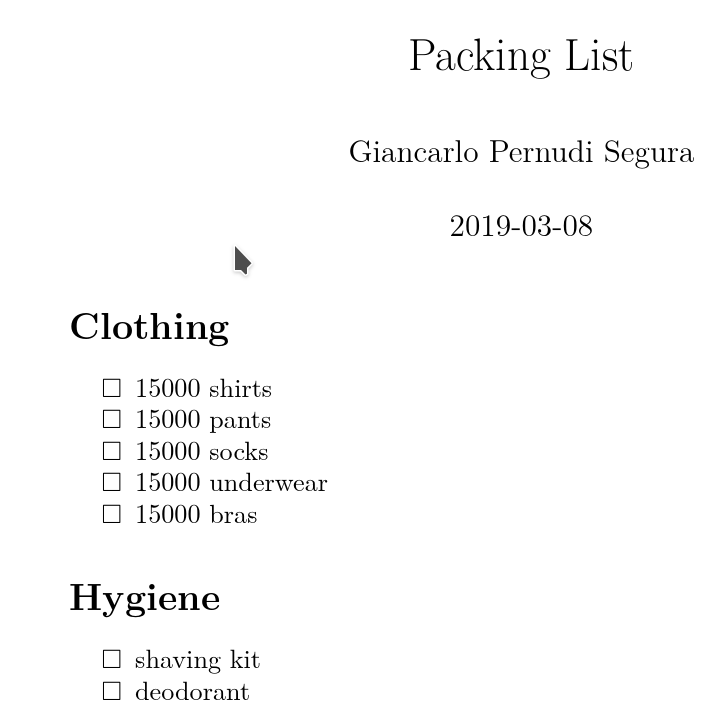 Packing List
Giancarlo Pernudi Segura
2019-03-08
Clothing
15000 shirts
15000 pants
15000 socks
15000 underwear
15000 bras
Hygiene
shaving kit
deodorant